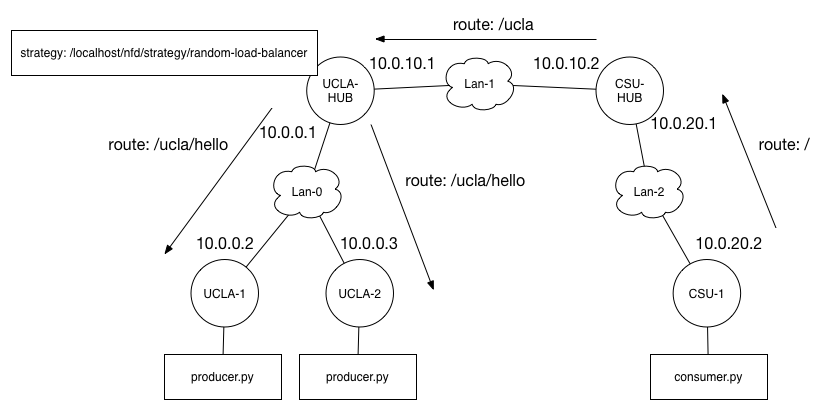 route: /ucla
strategy: /localhost/nfd/strategy/random-load-balancer
10.0.10.1
10.0.10.2
UCLA-
HUB
Lan-1
CSU-
HUB
10.0.0.1
10.0.20.1
route: /ucla/hello
route: /
route: /ucla/hello
Lan-0
Lan-2
10.0.0.2
10.0.0.3
10.0.20.2
UCLA-1
UCLA-2
CSU-1
producer.py
producer.py
consumer.py